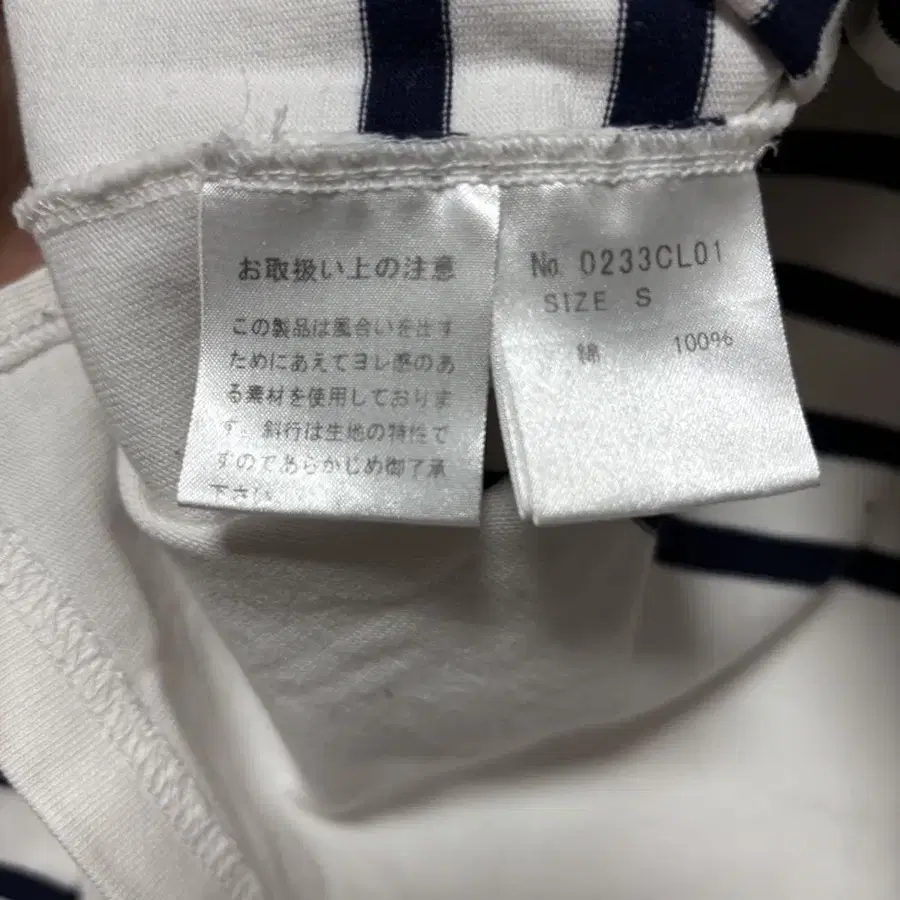 お取扱い上の注意
この製品は風合いを出す
ためにあえてヨレ感のあ
る素材を使用しておりま
す。斜行は生地の特性で
すのであらかじめ御了承
下さい
No. 0233CL01
SIZE S
綿 100%